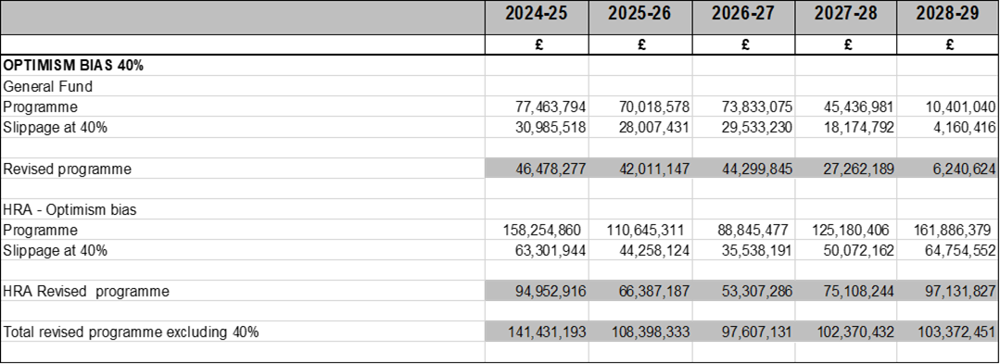 2024-25 2025-26 2026-27 2027-28 2028-29
£ £ £ £ £
OPTIMISM BIAS 40%
General Fund
Programme 77,463,794 70,018,578 73,833,075 45,436,981 10,401,040
Slippage at 40% 30,985,518 28,007,431 29,533,230 18,174,792 4,160,416
Revised programme 46,478,277 42,011,147 44,299,845 27,262,189 6,240,624
HRA - Optimism bias
Programme 158,254,860 110,645,311 88,845,477 125,180,406 161,886,379
Slippage at 40% 63,301,944 44,258,124 35,538,191 50,072,162 64,754,552
HRA Revised programme 94,952,916 66,387,187 53,307,286 75,108,244 97,131,827
Total revised programme excluding 40% 141,431,193 108,398,333 97,607,131 102,370,432 103,372,451